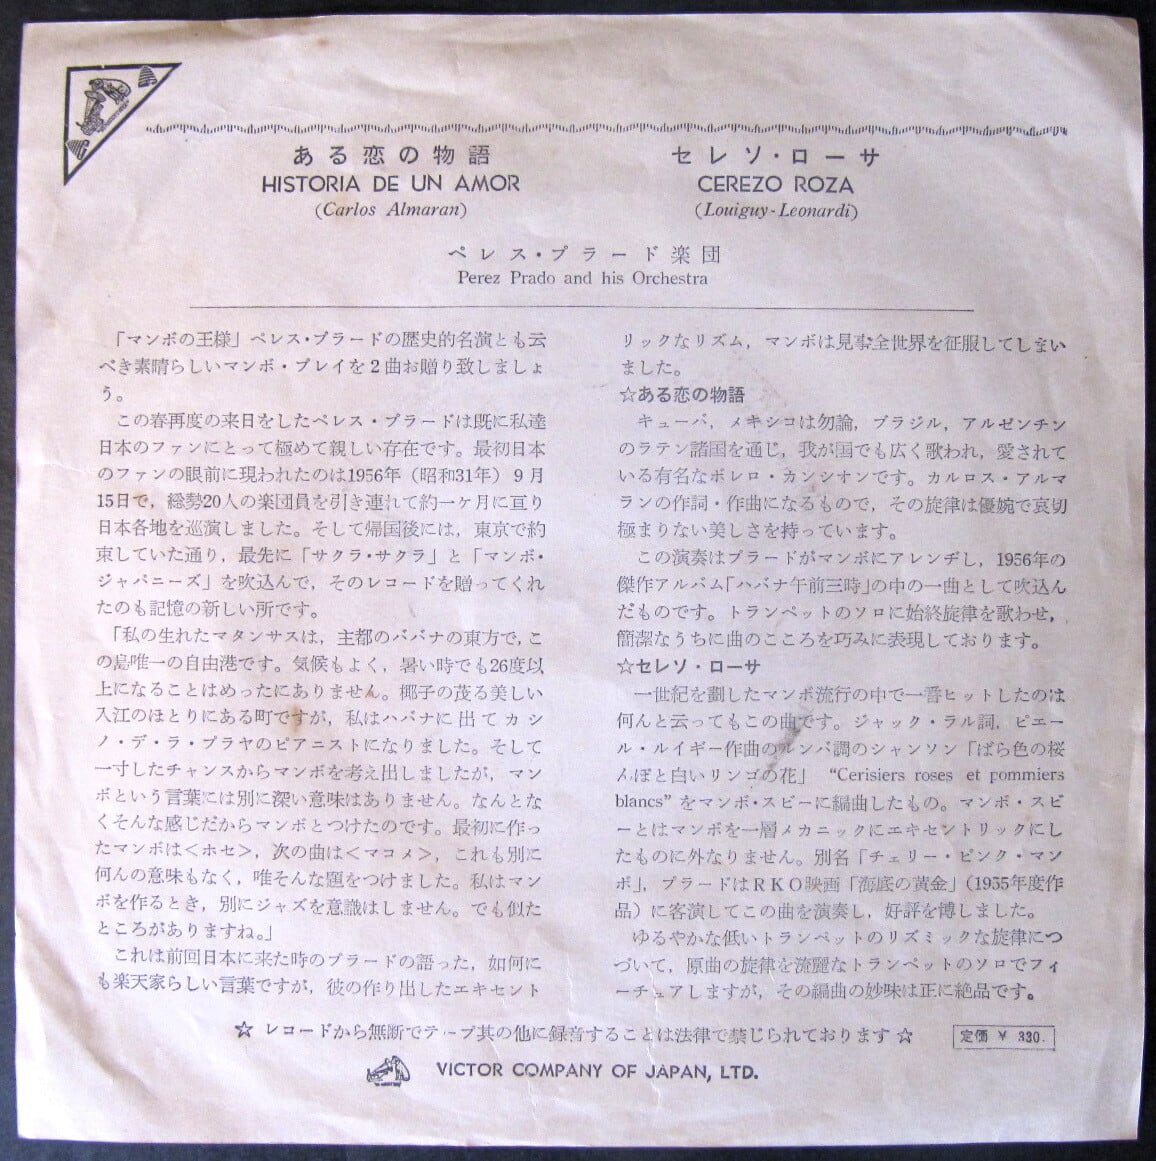 ある恋の物語
HISTORIA DE UN AMOR
(Carlos Almaran)
セレソ・ローサ
CEREZO ROZA
(Louiguy-Leonardi)
ペレス・プラード楽団
Perez Prado and his Orchestra
「マンボの王様」ペレス・プラードの歴史的名演とも云
べき素晴らしいマンボ・プレイを2曲お贈り致しましょ
う。
この春再度の来日をしたペレス・プラードは既に私達
日本のファンにとって極めて親しい存在です。最初日本
のファンの眼前に現われたのは1956年（昭和31年）9月
15日で，総勢20人の楽団員を引き連れて約一ヶ月に亘り
日本各地を巡演しました。そして帰国後には，東京で約
束していた通り，最先に「サクラ・サクラ」と「マンボ・
ジャパニーズ」を吹込んで，そのレコードを贈ってくれ
たのも記憶の新しい所です。
「私の生れたマタンサスは，主都のババナの東方で，こ
の島唯一の自由港です。気候もよく，暑い時でも26度以
上になることはめったにありません。椰子の茂る美しい
入江のほとりにある町ですが，私はハバナに出てカシ
ノ・デ・ラ・プラヤのピアニストになりました。そして
一寸したチャンスからマンボを考え出しましたが，マン
ボという言葉には別に深い意味はありません。なんとな
くそんな感じだからマンボとつけたのです。最初に作っ
たマンボは＜ホセ＞，次の曲は＜マコメ＞，これも別に
何んの意味もなく，唯そんな題をつけました。私はマン
ボを作るとき，別にジャズを意識はしません。でも似た
ところがありますね。」
これは前回日本に来た時のプラードの語った，如何に
も楽天家らしい言葉ですが，彼の作り出したエキセント
リックなリズム，マンボは見事全世界を征服してしまい
ました。
☆ある恋の物語
キューバ，メキシコは勿論，ブラジル，アルゼンチン
のラテン諸国を通じ，我が国でも広く歌われ，愛されて
いる有名なボレロ・カンシオンです。カルロス・アルマ
ランの作詞・作曲になるもので，その旋律は優婉で哀切
極まりない美しさを持っています。
この演奏はプラードがマンボにアレンヂし，1956年の
傑作アルバム「ハバナ午前三時」の中の一曲として吹込ん
だものです。トランペットのソロに始終旋律を歌わせ，
簡潔なうちに曲のこころを巧みに表現しております。
☆セレソ・ローサ
一世紀を劃したマンボ流行の中で一番ヒットしたのは
何んと云ってもこの曲です。ジャック・ラル詞，ピエー
ル・ルイギー作曲のルンバ調のシャンソン「ばら色の桜
んぼと白いリンゴの花」 “Cerisiers roses et pommiers
blancs”をマンボ・スビーに編曲したもの。マンボ・スビ
ーとはマンボを一層メカニックにエキセントリックにし
たものに外なりません。別名「チェリー・ピンク・マン
ボ」，プラードはRKO映画「海底の黄金」（1955年度作
品）に客演してこの曲を演奏し，好評を博しました。
ゆるやかな低いトランペットのリズミックな旋律につ
づいて，原曲の旋律を流麗なトランペットのソロでフィ
ーチュアしますが，その編曲の妙味は正に絶品です。
☆ レコードから無断でテープ其の他に録音することは法律で禁じられております ☆
定価 ￥ 330.
VICTOR COMPANY OF JAPAN, LTD.